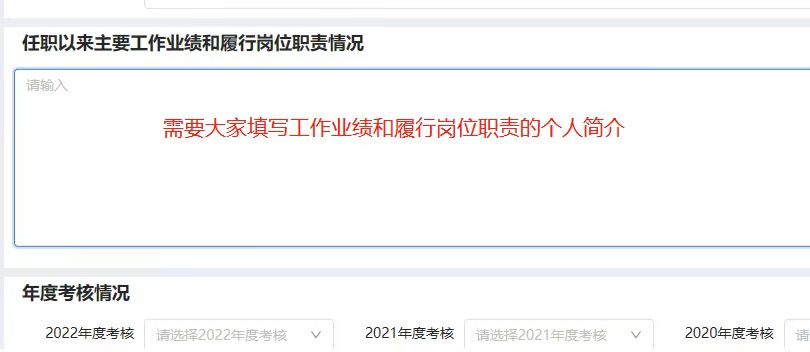 任职以来主要工作业绩和履行岗位职责情况
请输入
需要大家填写工作业绩和履行岗位职责的个人简介
年度考核情况
2022年度考核 请选择2022年度考核 2021年度考核 请选择2021年度考核 2020年度考核 请